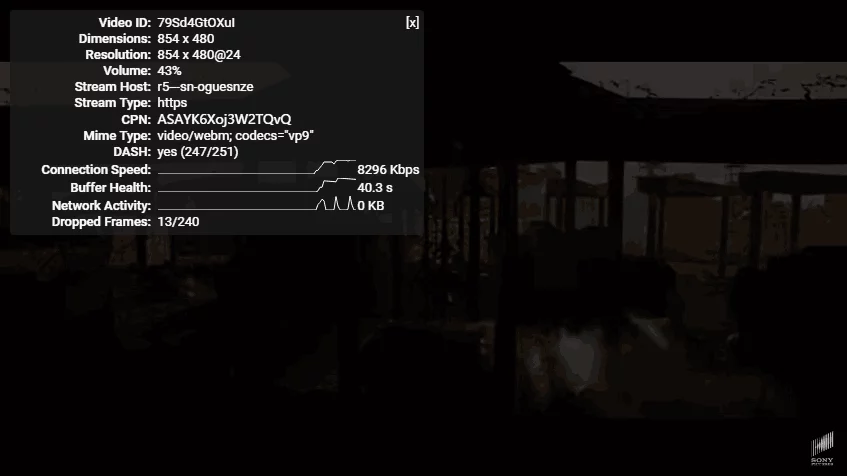 Video ID: 79Sd4GtOXuI [x]
Dimensions: 854 x 480
Resolution: 854 x 480@24
Volume: 43%
Stream Host: r5---sn-oguesnze
Stream Type: https
CPN: ASAYK6Xoj3W2TQvQ
Mime Type: video/webm; codecs="vp9"
DASH: yes (247/251)
Connection Speed: 8296 Kbps
Buffer Health: 40.3 s
Network Activity: 0 KB
Dropped Frames: 13/240
SONY
PICTURES